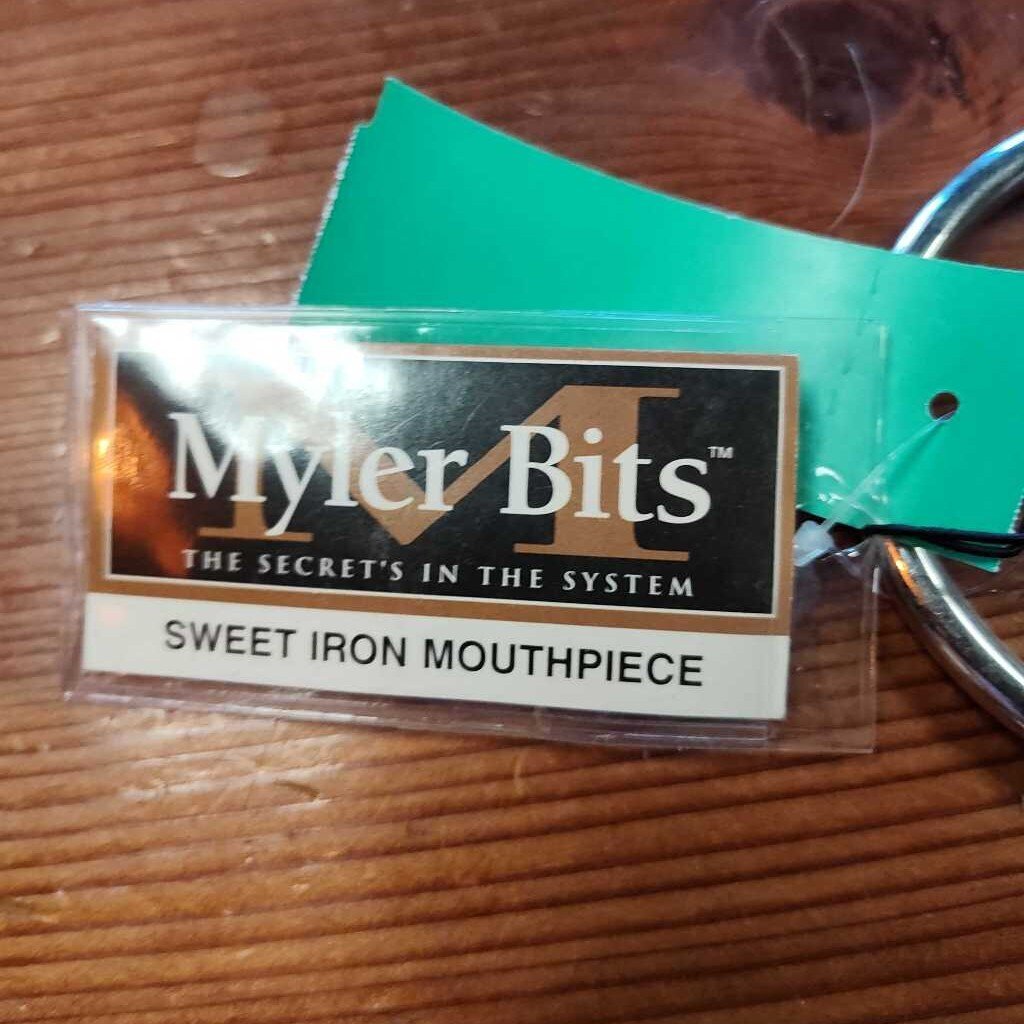 Myler Bits™
THE SECRET'S IN THE SYSTEM
SWEET IRON MOUTHPIECE